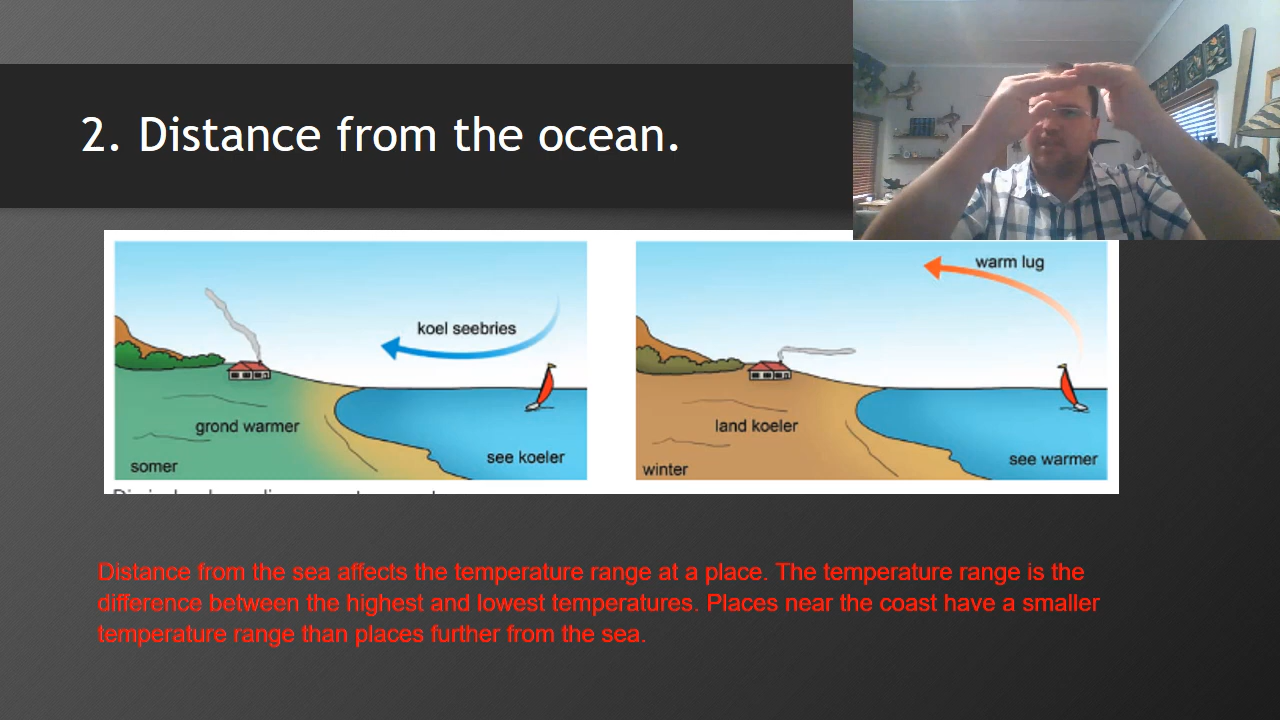 2. Distance from the ocean.
koel seebries
grond warmer
somer
see koeler
warm lug
land koeler
winter
see warmer
Distance from the sea affects the temperature range at a place. The temperature range is the
difference between the highest and lowest temperatures. Places near the coast have a smaller
temperature range than places further from the sea.